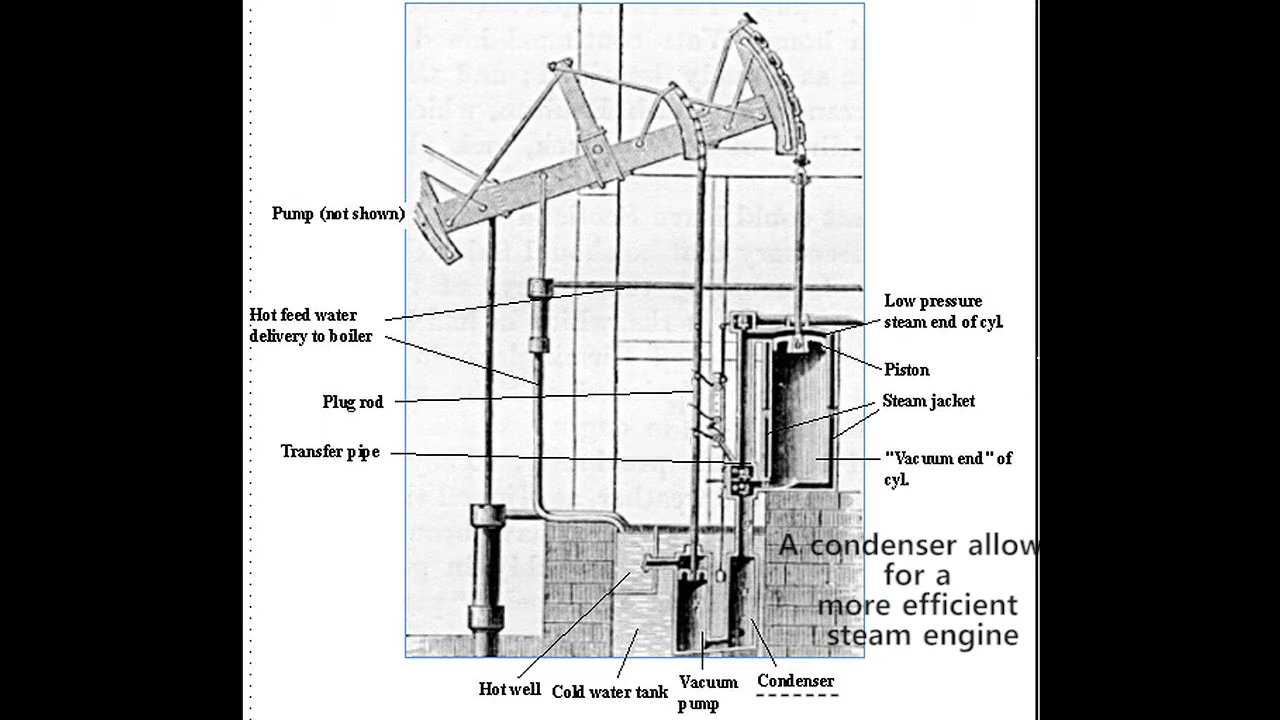 Pump (not shown)
Hot feed water
delivery to boiler
Plug rod
Transfer pipe
Low pressure
steam end of cyl.
Piston
Steam jacket
"Vacuum end" of
cyl.
A condenser allow
for a
more efficient
steam engine
Hot well
Cold water tank
Vacuum
pump
Condenser